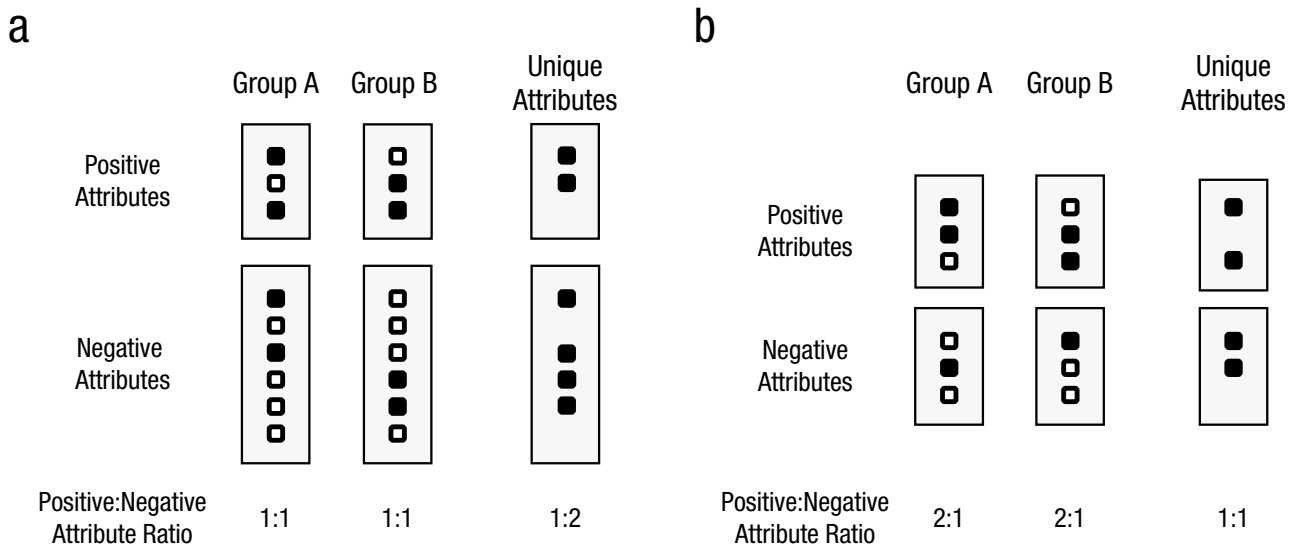 a
Group A
Group B
Unique
Attributes
Positive
Attributes
Negative
Attributes
Positive:Negative
Attribute Ratio
1:1
1:1
1:2
b
Group A
Group B
Unique
Attributes
Positive
Attributes
Negative
Attributes
Positive:Negative
Attribute Ratio
2:1
2:1
1:1